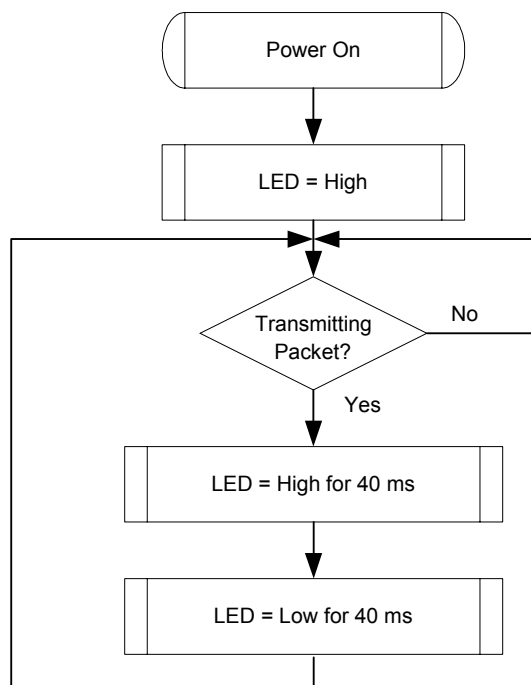 Power On
LED = High
Transmitting
Packet?
No
Yes
LED = High for 40 ms
LED = Low for 40 ms